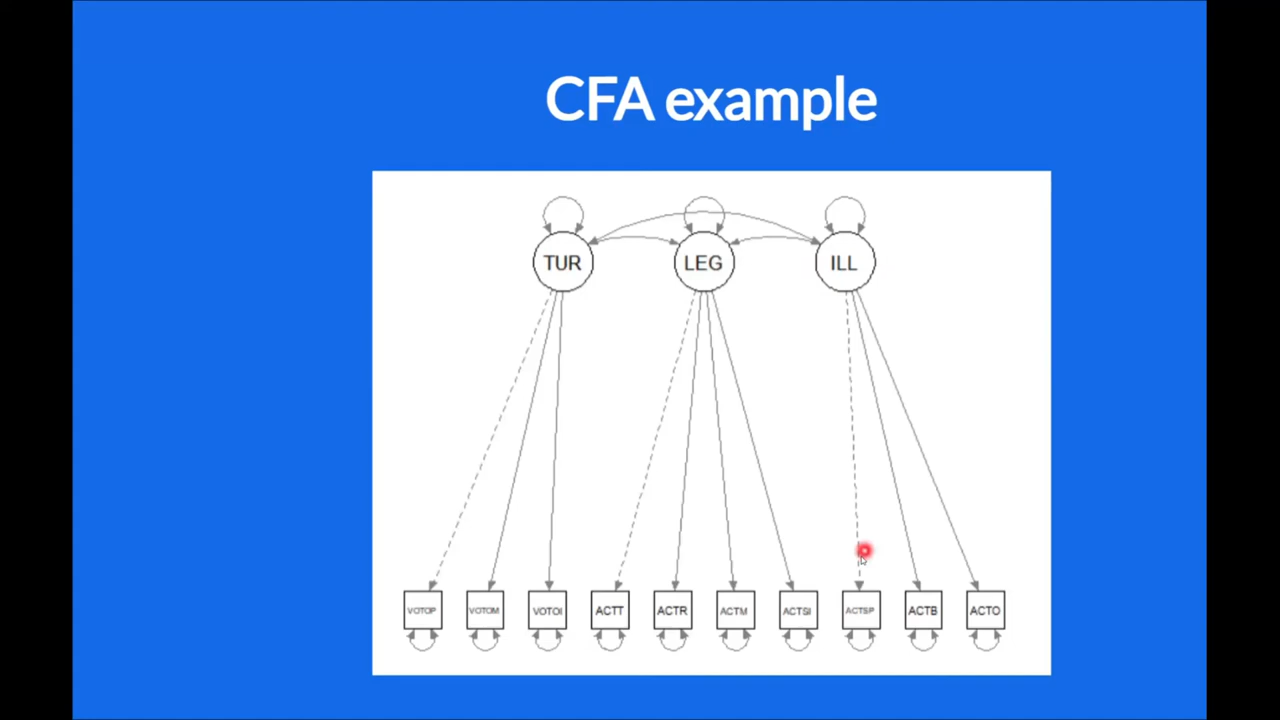 CFA example
TUR LEG ILL
VOTOP VOTOM VOTOI ACTT ACTR ACTM ACTSI ACTSP ACTB ACTO